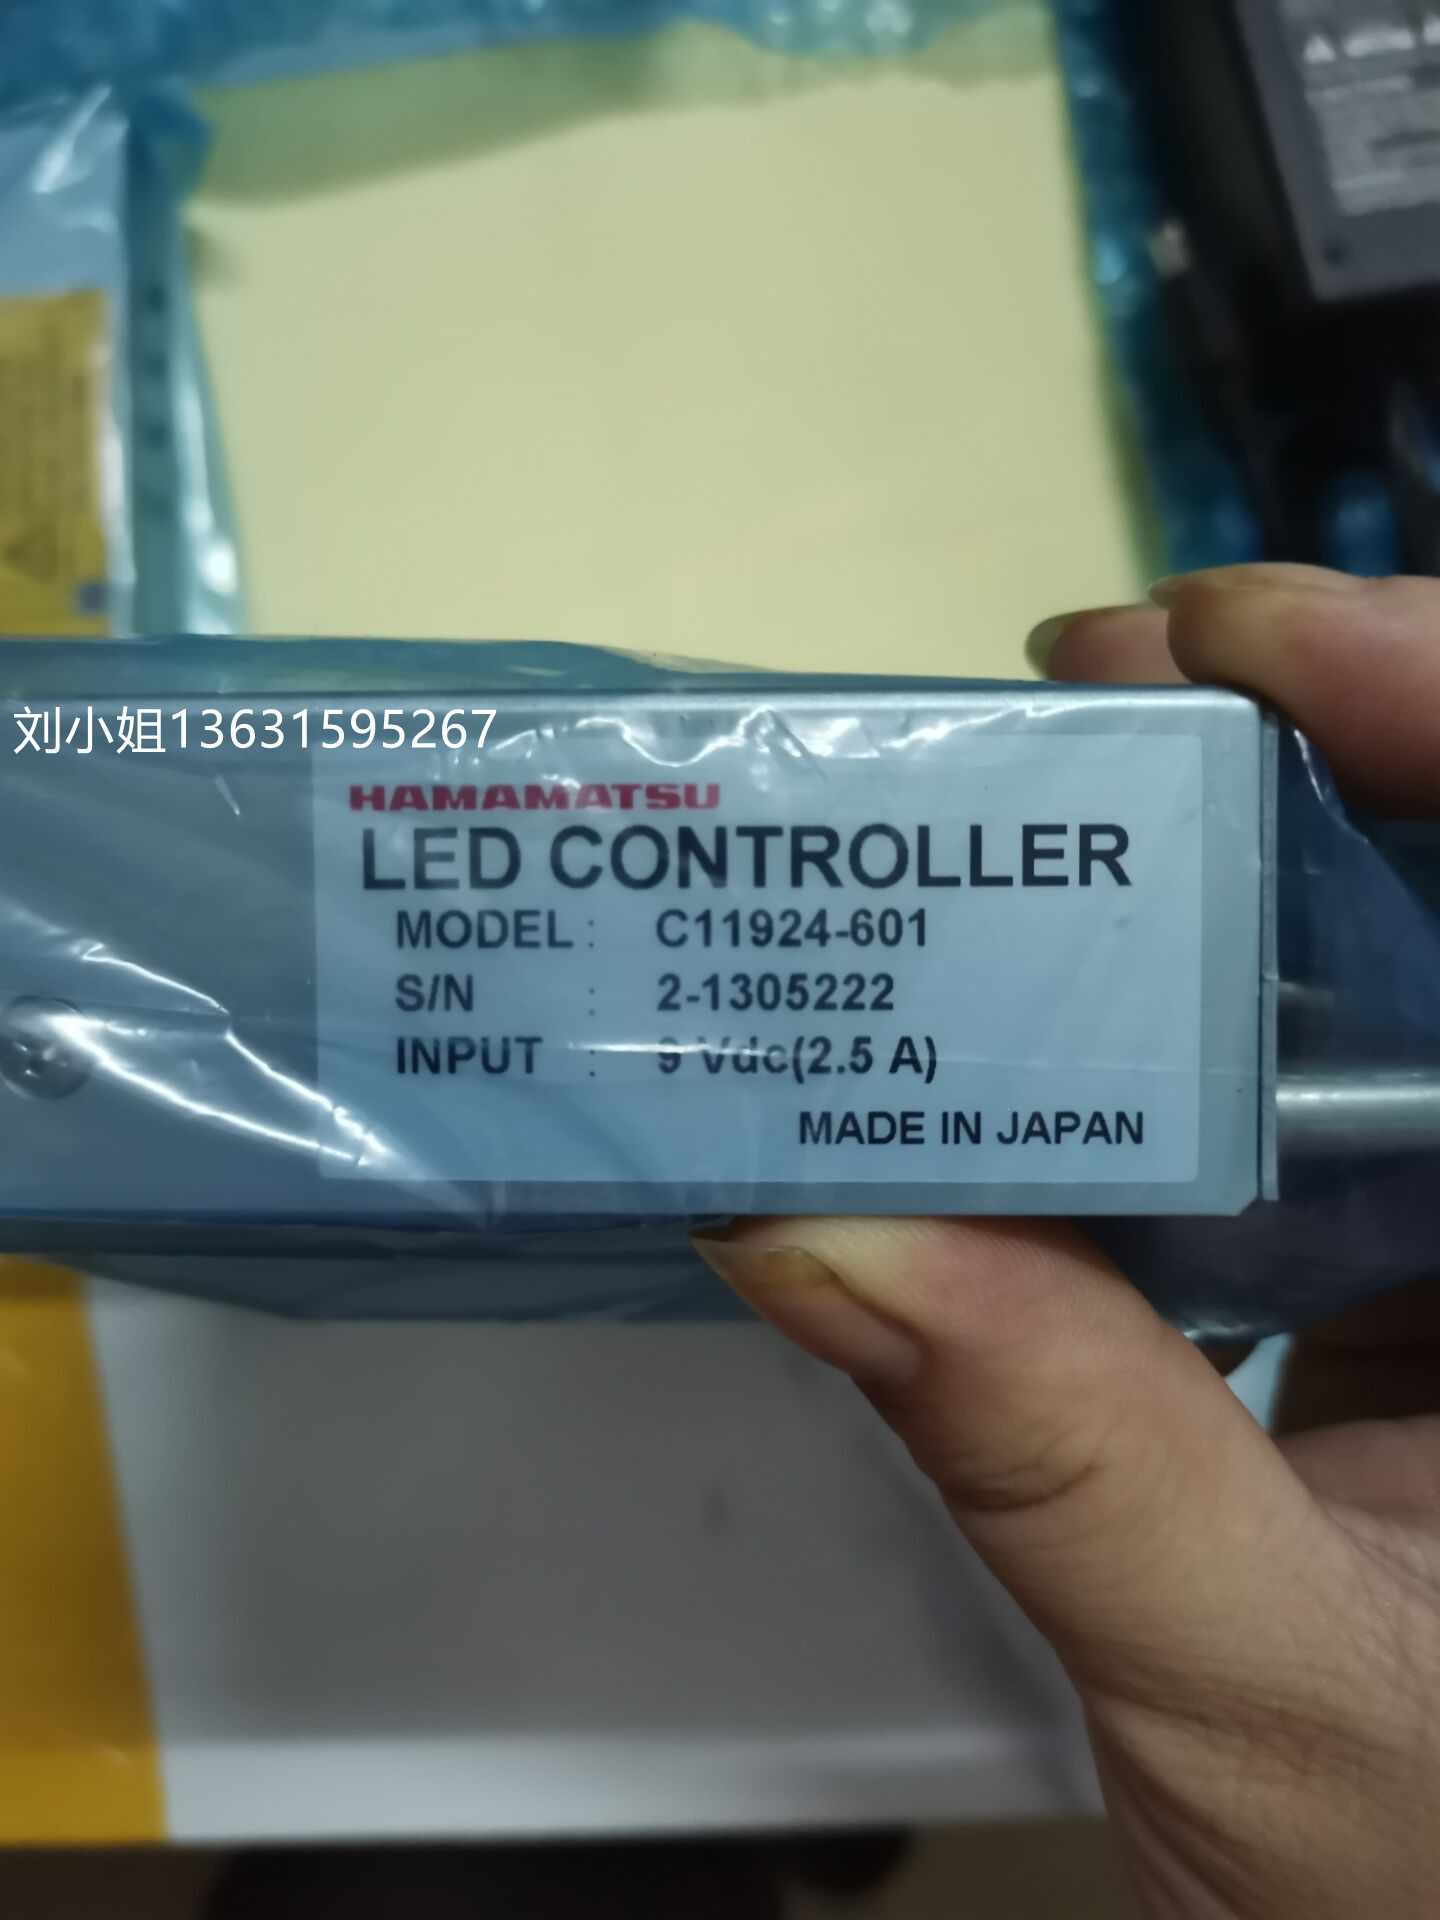 刘小姐13631595267
HAMAMATSU
LED CONTROLLER
MODEL : C11924-601
S/N : 2-1305222
INPUT : 9 Vdc(2.5 A)
MADE IN JAPAN